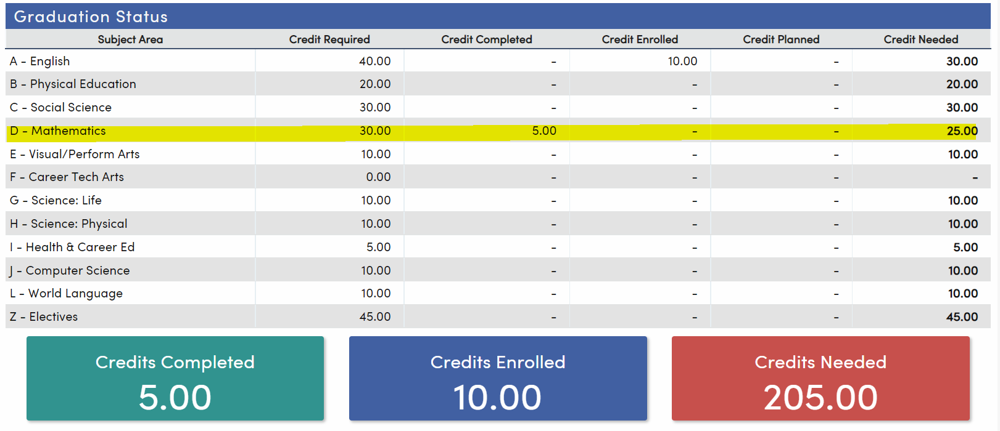 Graduation Status
Subject Area Credit Required Credit Completed Credit Enrolled Credit Planned Credit Needed
A - English 40.00 - 10.00 - 30.00
B - Physical Education 20.00 - - - 20.00
C - Social Science 30.00 - - - 30.00
D - Mathematics 30.00 5.00 - - 25.00
E - Visual/Perform Arts 10.00 - - - 10.00
F - Career Tech Arts 0.00 - - - -
G - Science: Life 10.00 - - - 10.00
H - Science: Physical 10.00 - - - 10.00
I - Health & Career Ed 5.00 - - - 5.00
J - Computer Science 10.00 - - - 10.00
L - World Language 10.00 - - - 10.00
Z - Electives 45.00 - - - 45.00
Credits Completed Credits Enrolled Credits Needed
5.00 10.00 205.00